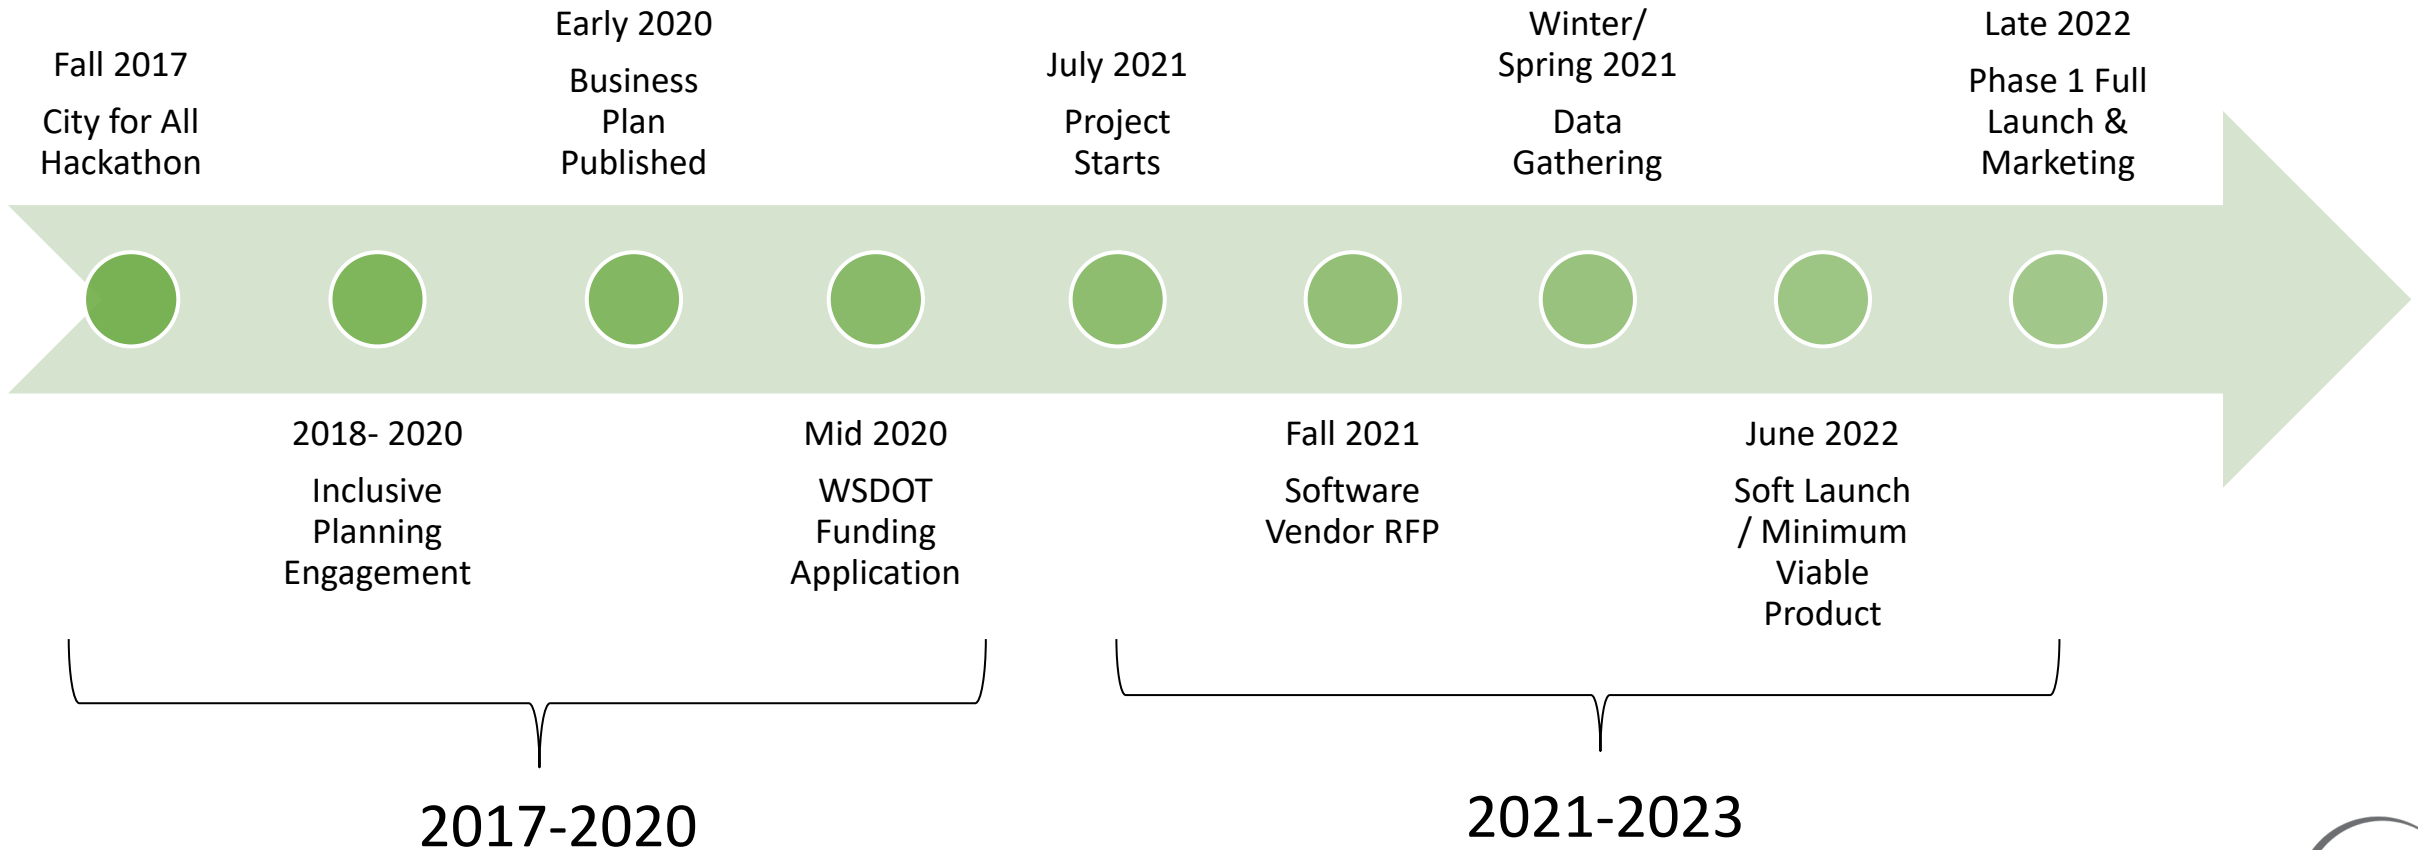 Fall 2017
City for All
Hackathon
2018- 2020
Inclusive
Planning
Engagement
Early 2020
Business
Plan
Published
Mid 2020
WSDOT
Funding
Application
July 2021
Project
Starts
Fall 2021
Software
Vendor RFP
Winter/
Spring 2021
Data
Gathering
June 2022
Soft Launch
/ Minimum
Viable
Product
Late 2022
Phase 1 Full
Launch &
Marketing
2017-2020
2021-2023